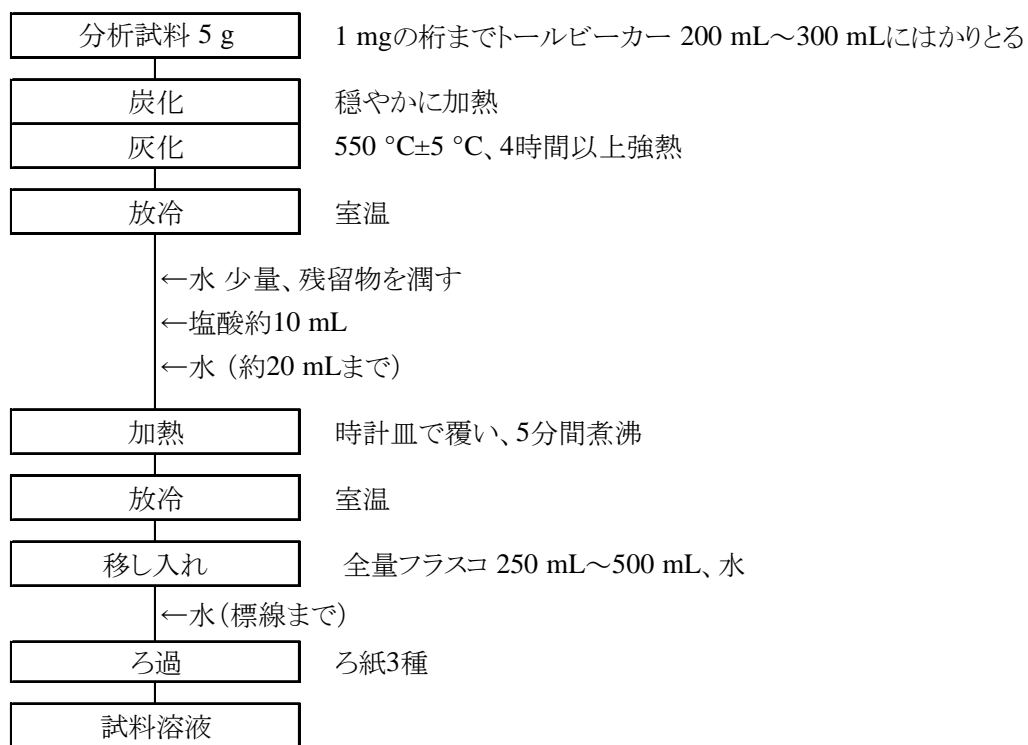 分析試料 5 g 1 mgの桁までトールビーカー 200 mL～300 mLにはかりとる
炭化 穏やかに加熱
灰化 550 °C±5 °C、4時間以上強熱
放冷 室温
←水 少量、残留物を潤す
←塩酸約10 mL
←水（約20 mLまで）
加熱 時計皿で覆い、5分間煮沸
放冷 室温
移し入れ 全量フラスコ 250 mL～500 mL、水
←水（標線まで）
ろ過 ろ紙3種
試料溶液